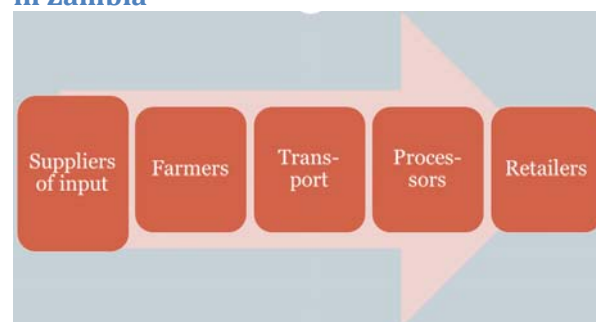 in Zambia
Suppliers
of input
Farmers
Trans-
port
Proces-
sors
Retailers